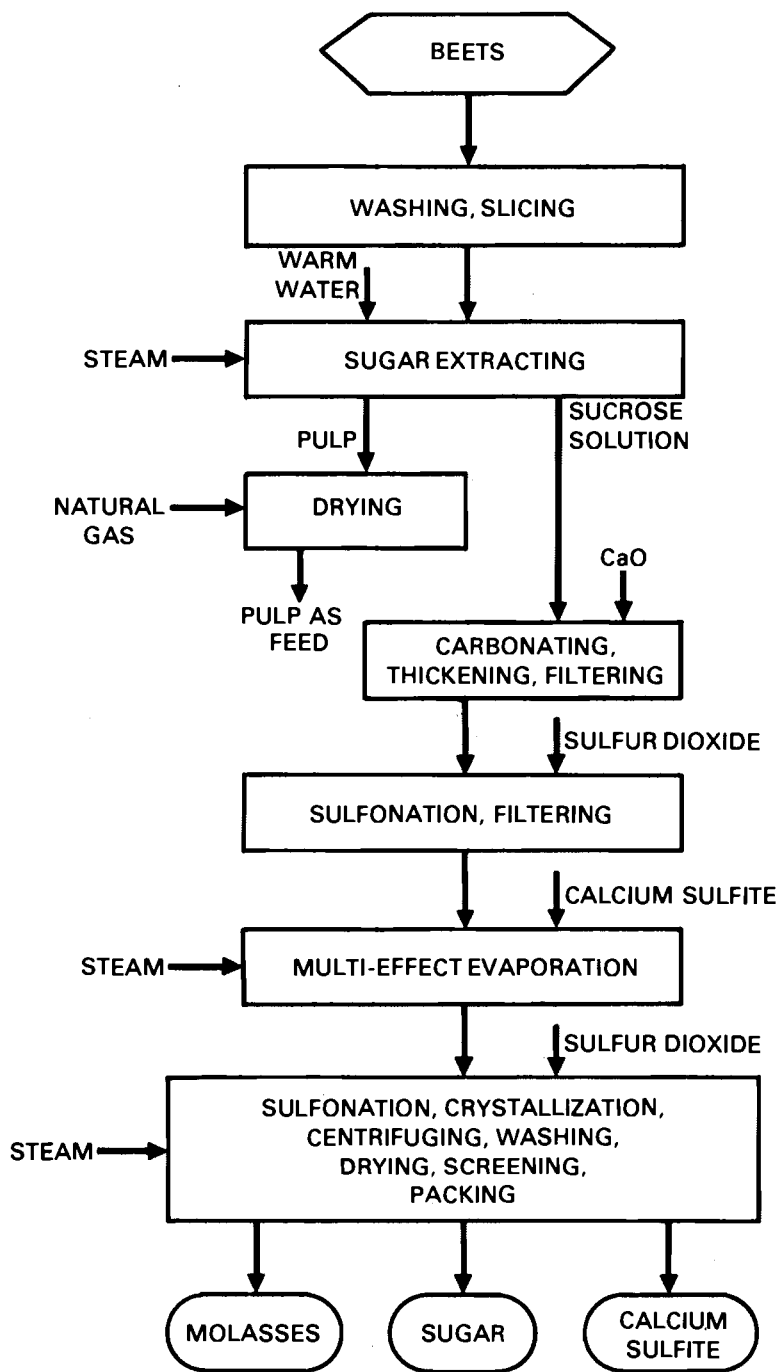 BEETS
WASHING, SLICING
WARM
WATER
STEAM
SUGAR EXTRACTING
PULP
SUCROSE
SOLUTION
NATURAL
GAS
DRYING
CaO
PULP AS
FEED
CARBONATING,
THICKENING, FILTERING
SULFUR DIOXIDE
SULFONATION, FILTERING
CALCIUM SULFITE
STEAM
MULTI-EFFECT EVAPORATION
SULFUR DIOXIDE
SULFONATION, CRYSTALLIZATION,
CENTRIFUGING, WASHING,
DRYING, SCREENING,
PACKING
STEAM
MOLASSES
SUGAR
CALCIUM
SULFITE